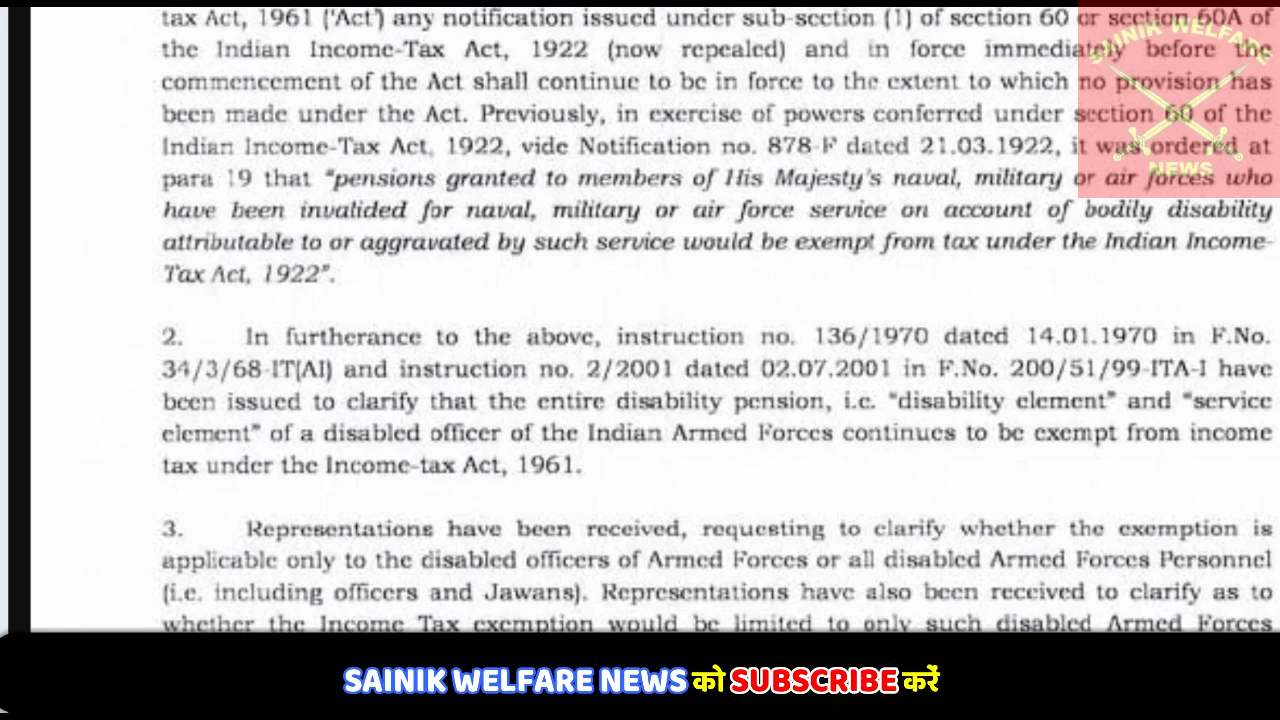 tax Act, 1961 ('Act') any notification issued under sub-section (1) of section 60 or section 60A of
the Indian Income-Tax Act, 1922 (now repealed) and in force immediately before the
commencement of the Act shall continue to be in force to the extent to which no provision has
been made under the Act. Previously, in exercise of powers conferred under section 60 of the
Indian Income-Tax Act, 1922, vide Notification no. 878-F dated 21.03.1922, it was ordered at
para 19 that "pensions granted to members of His Majesty's naval, military or air forces who
have been invalided for naval, military or air force service on account of bodily disability
attributable to or aggravated by such service would be exempt from tax under the Indian Income-
Tax Act, 1922".
2. In furtherance to the above, instruction no. 136/1970 dated 14.01.1970 in F.No.
34/3/68-IT(AI) and instruction no. 2/2001 dated 02.07.2001 in F.No. 200/51/99-ITA-I have
been issued to clarify that the entire disability pension, i.e. "disability element" and "service
element" of a disabled officer of the Indian Armed Forces continues to be exempt from income
tax under the Income-tax Act, 1961.
3. Representations have been received, requesting to clarify whether the exemption is
applicable only to the disabled officers of Armed Forces or all disabled Armed Forces Personnel
(i.e. including officers and Jawans). Representations have also been received to clarify as to
whether the Income Tax exemption would be limited to only such disabled Armed Forces
SAINIK WELFARE
NEWS
SAINIK WELFARE NEWS को SUBSCRIBE करें